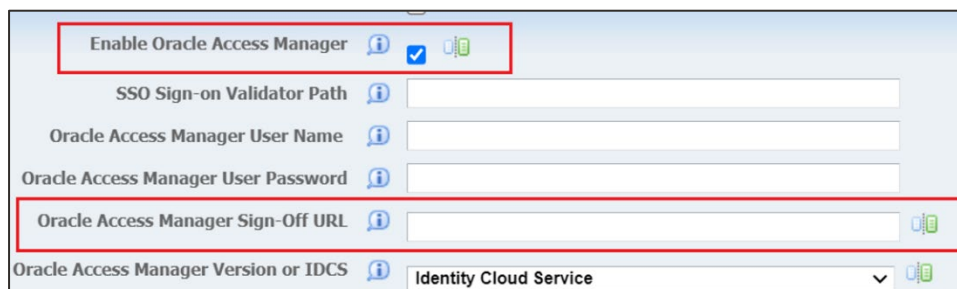 Enable Oracle Access Manager
SSO Sign-on Validator Path
Oracle Access Manager User Name
Oracle Access Manager User Password
Oracle Access Manager Sign-Off URL
Oracle Access Manager Version or IDCS Identity Cloud Service